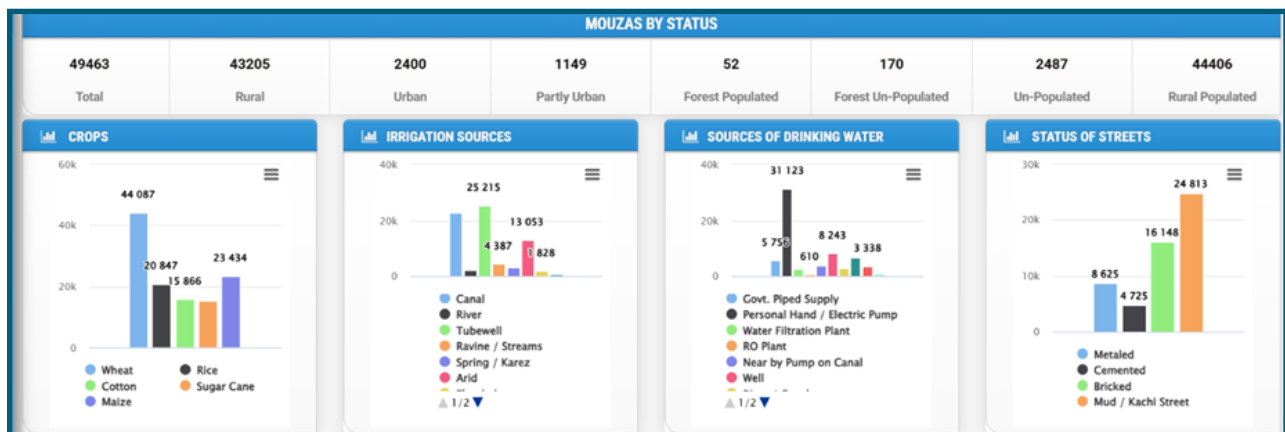 MOUZAS BY STATUS
49463 43205 2400 1149 52 170 2487 44406
Total Rural Urban Partly Urban Forest Populated Forest Un-Populated Un-Populated Rural Populated
CROPS
60k
44 087
40k
20 847
23 434
15 866
20k
0
Wheat Rice
Cotton Sugar Cane
Maize
IRRIGATION SOURCES
40k
25 215
20k
13 053
4 387
1 828
0
Canal
River
Tubewell
Ravine / Streams
Spring / Karez
Arid
1/2
SOURCES OF DRINKING WATER
40k
31 123
20k
8 243
5 756
610
3 338
0
Govt. Piped Supply
Personal Hand / Electric Pump
Water Filtration Plant
RO Plant
Near by Pump on Canal
Well
1/2
STATUS OF STREETS
30k
24 813
20k
16 148
10k
8 625
4 725
0
Metaled
Cemented
Bricked
Mud / Kachi Street